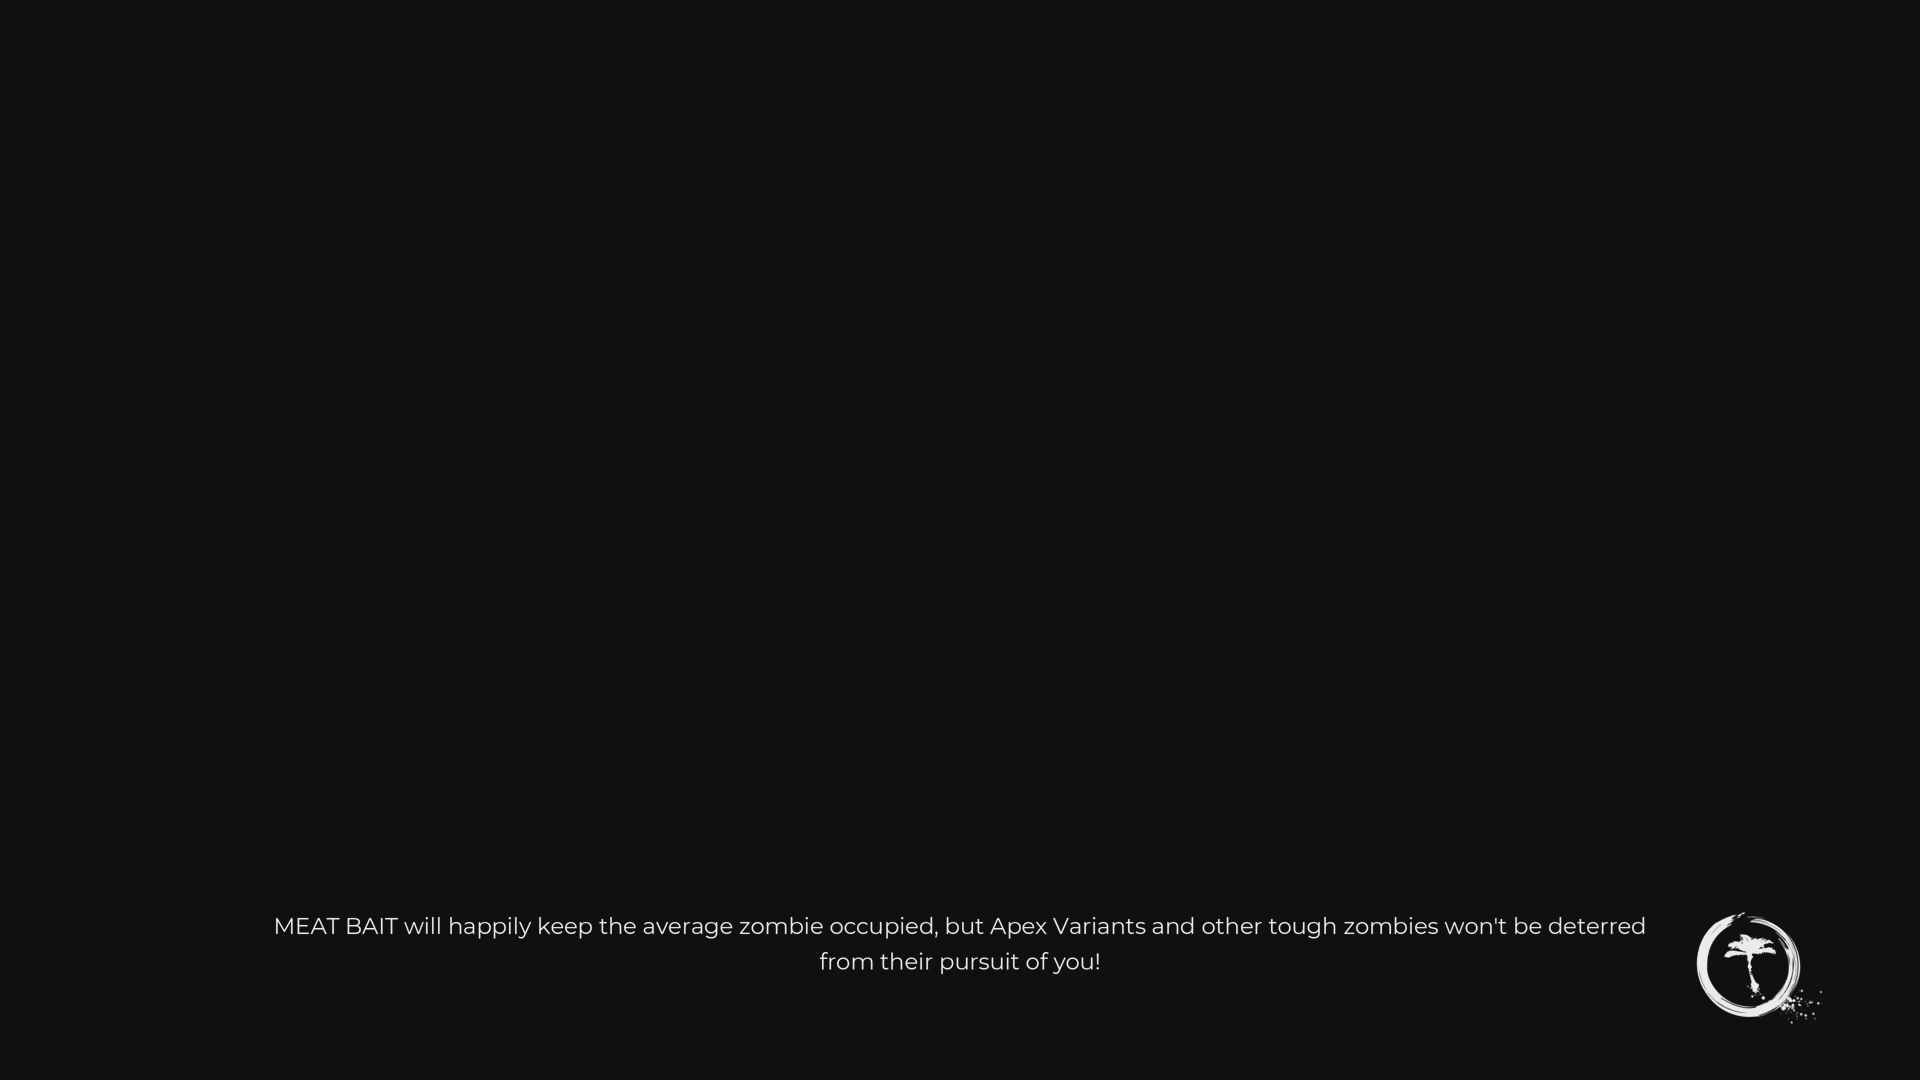 MEAT BAIT will happily keep the average zombie occupied, but Apex Variants and other tough zombies won't be deterred
from their pursuit of you!